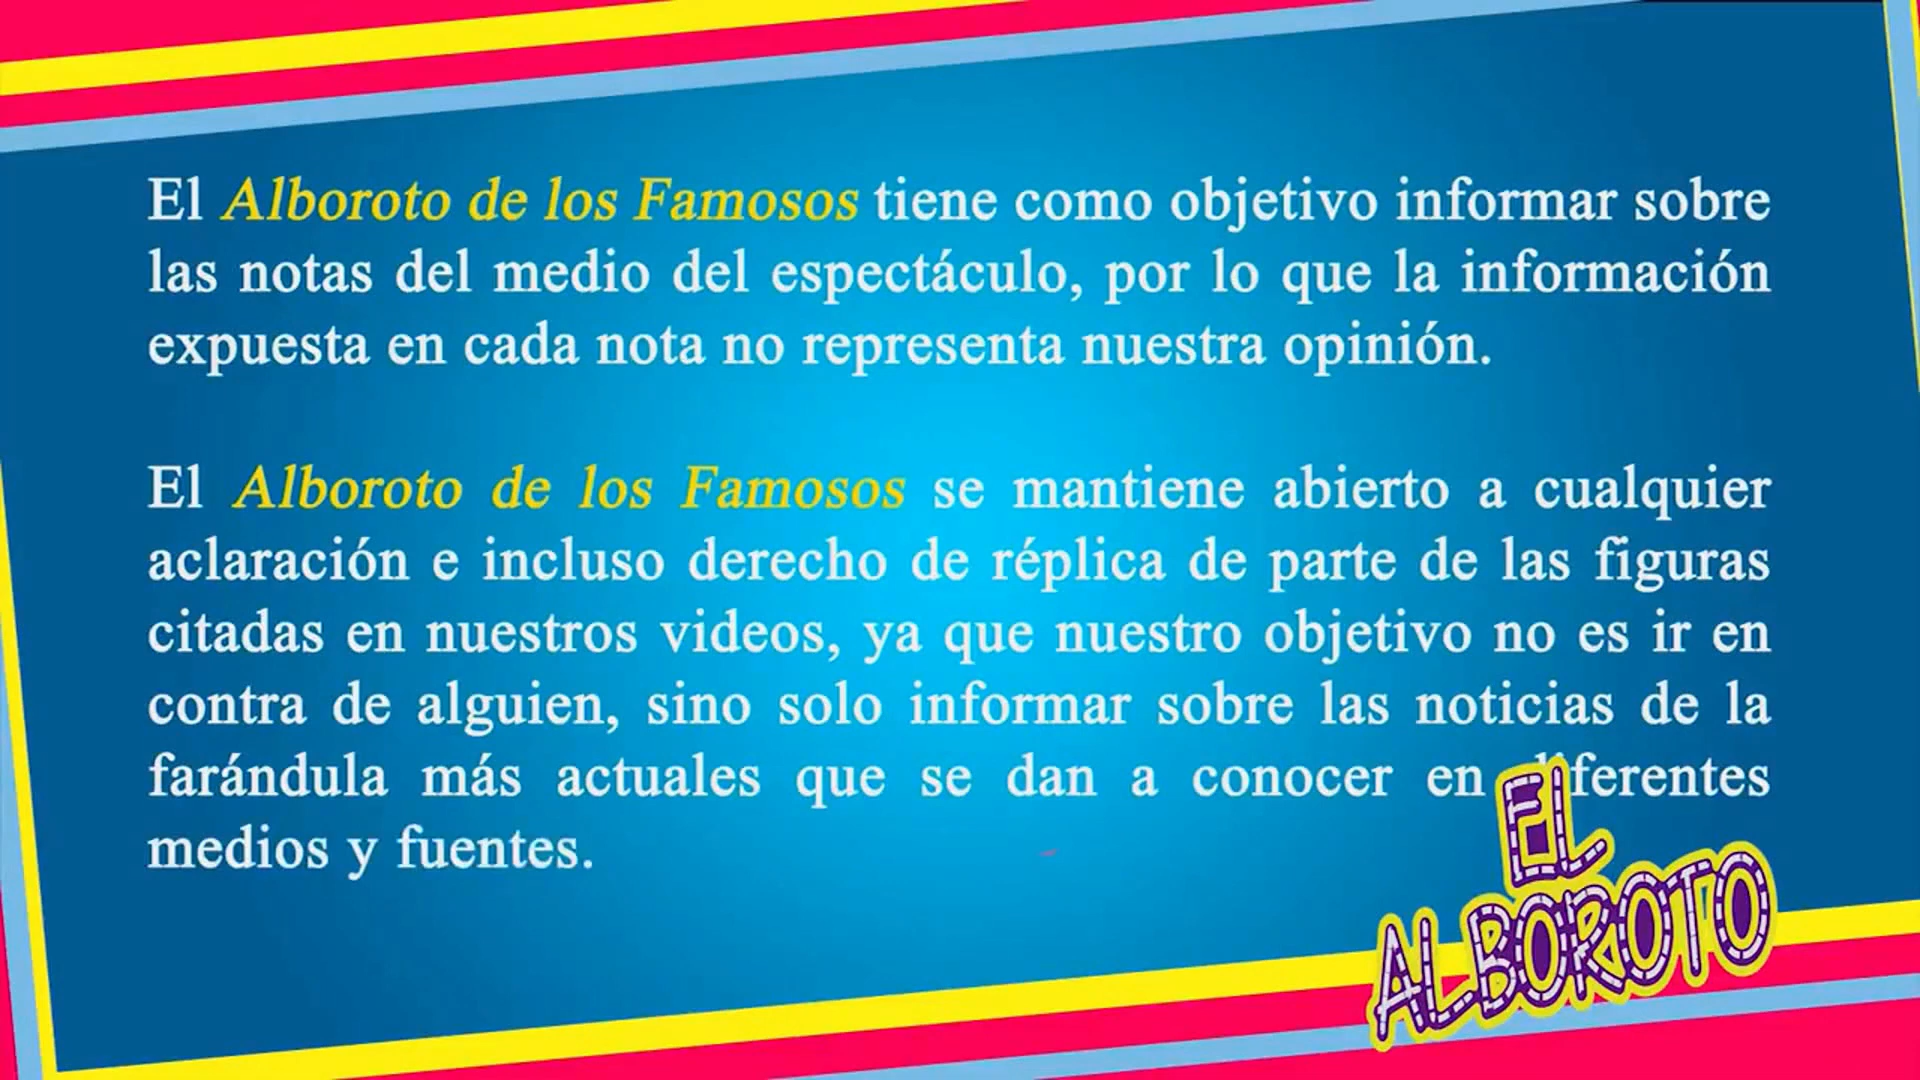 El Alboroto de los Famosos tiene como objetivo informar sobre
las notas del medio del espectáculo, por lo que la información
expuesta en cada nota no representa nuestra opinión.
El Alboroto de los Famosos se mantiene abierto a cualquier
aclaración e incluso derecho de réplica de parte de las figuras
citadas en nuestros videos, ya que nuestro objetivo no es ir en
contra de alguien, sino solo informar sobre las noticias de la
farándula más actuales que se dan a conocer en diferentes
medios y fuentes.
EL
ALBOROTO